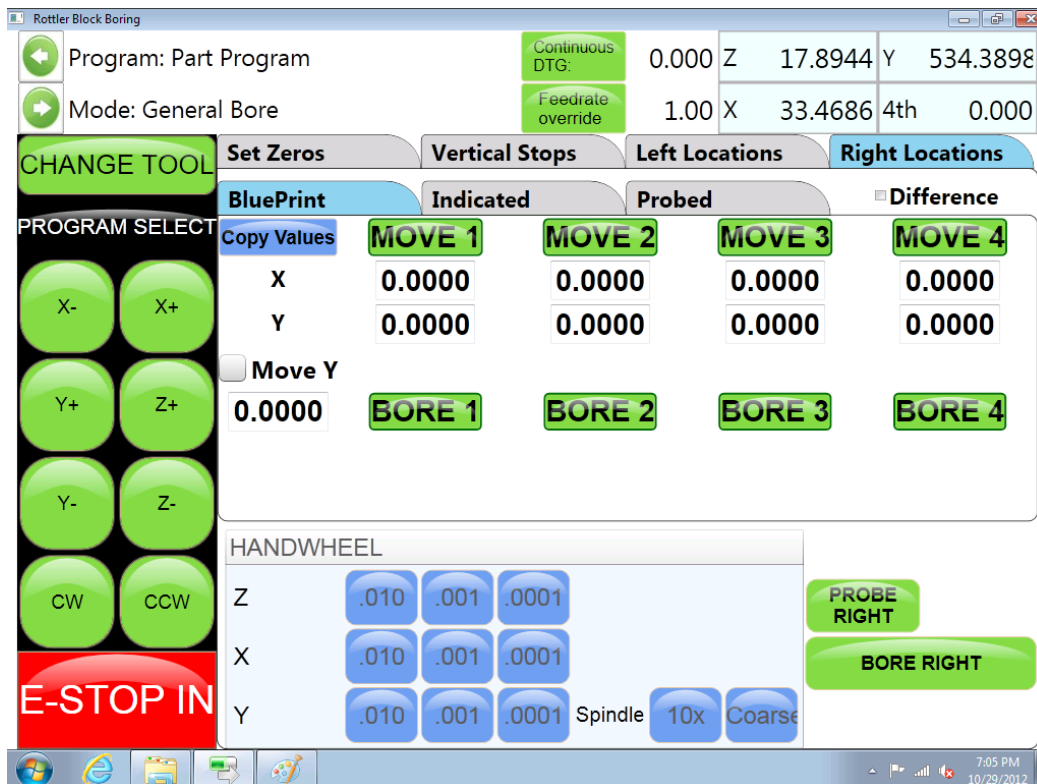 Rottler Block Boring
Program: Part Program
Continuous DTG:
0.000 Z 17.8944 Y 534.3898
Mode: General Bore
Feedrate override
1.00 X 33.4686 4th 0.000
CHANGE TOOL
Set Zeros Vertical Stops Left Locations Right Locations
BluePrint Indicated Probed Difference
PROGRAM SELECT
Copy Values MOVE 1 MOVE 2 MOVE 3 MOVE 4
X 0.0000 0.0000 0.0000 0.0000
Y 0.0000 0.0000 0.0000 0.0000
Move Y
0.0000 BORE 1 BORE 2 BORE 3 BORE 4
X- X+
Y+ Z+
Y- Z-
CW CCW
E-STOP IN
HANDWHEEL
Z .010 .001 .0001
X .010 .001 .0001
Y .010 .001 .0001 Spindle 10x Coarse
PROBE RIGHT
BORE RIGHT
7:05 PM
10/29/2012